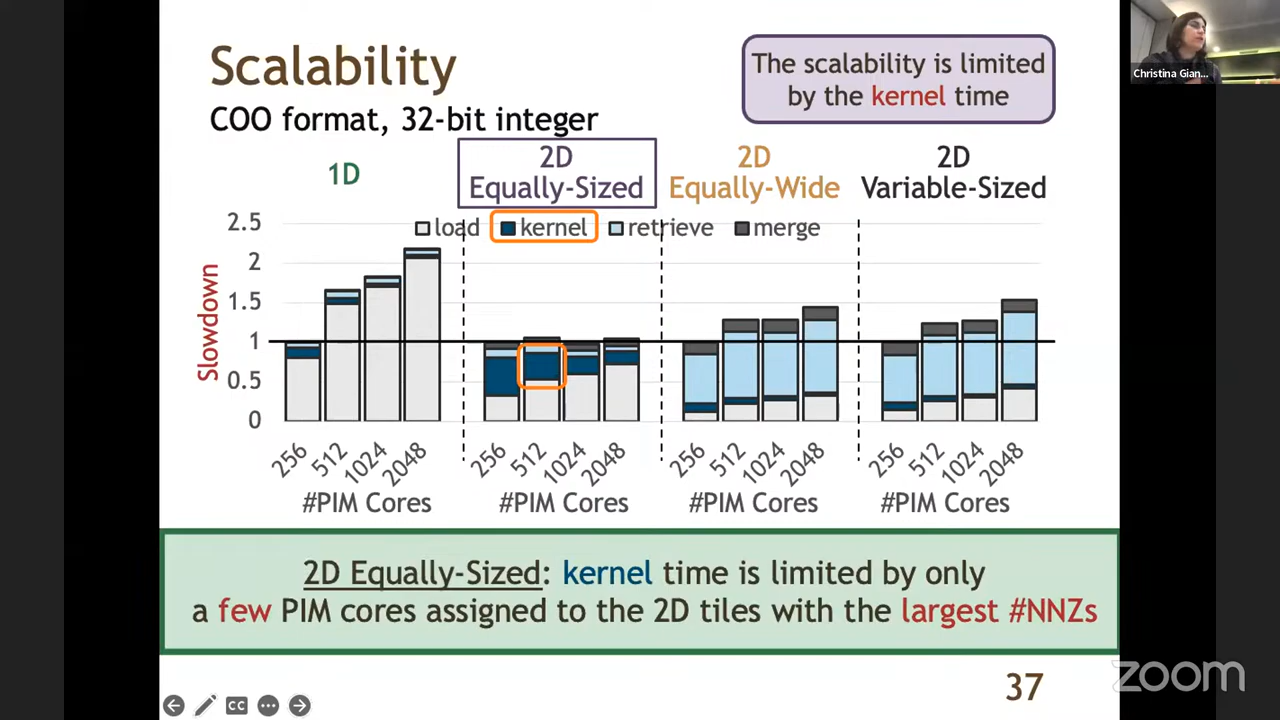 Scalability
COO format, 32-bit integer
The scalability is limited
by the kernel time
Christina Gian...
1D
2D
Equally-Sized
2D
Equally-Wide
2D
Variable-Sized
load kernel retrieve merge
Slowdown
2.5
2
1.5
1
0.5
0
256 512 1024 2048
256 512 1024 2048
256 512 1024 2048
256 512 1024 2048
#PIM Cores
#PIM Cores
#PIM Cores
#PIM Cores
2D Equally-Sized: kernel time is limited by only
a few PIM cores assigned to the 2D tiles with the largest #NNZs
37
CC
zoom